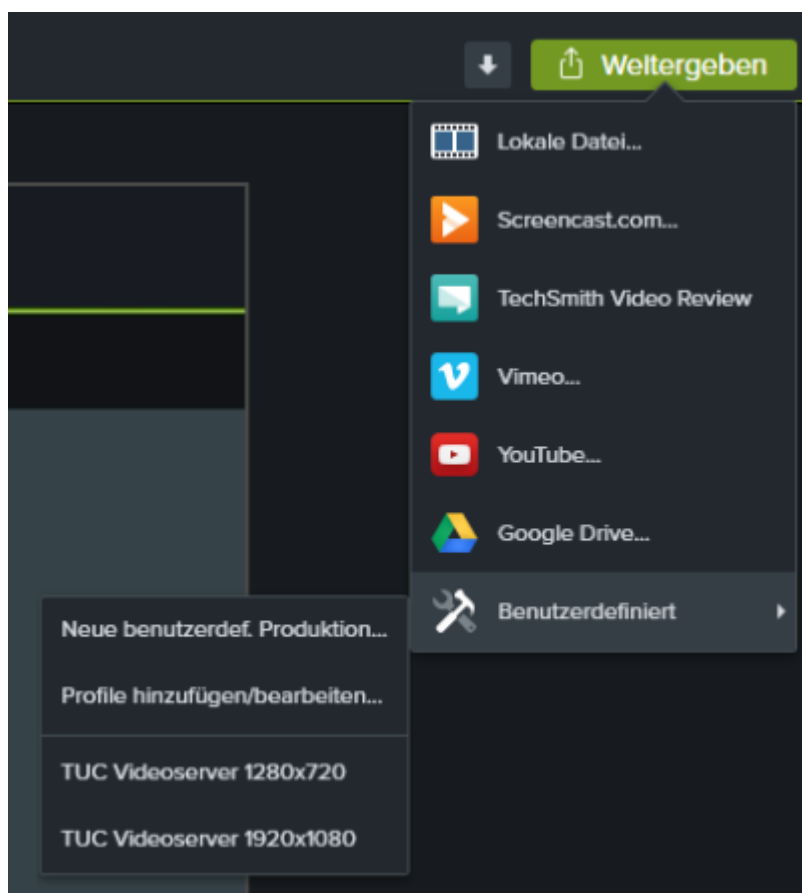 Weitergeben
Lokale Datei...
Screencast.com...
TechSmith Video Review
Vimeo...
YouTube...
Google Drive...
Benutzerdefiniert
Neue benutzerdef. Produktion...
Profile hinzufügen/bearbeiten...
TUC Videoserver 1280x720
TUC Videoserver 1920x1080